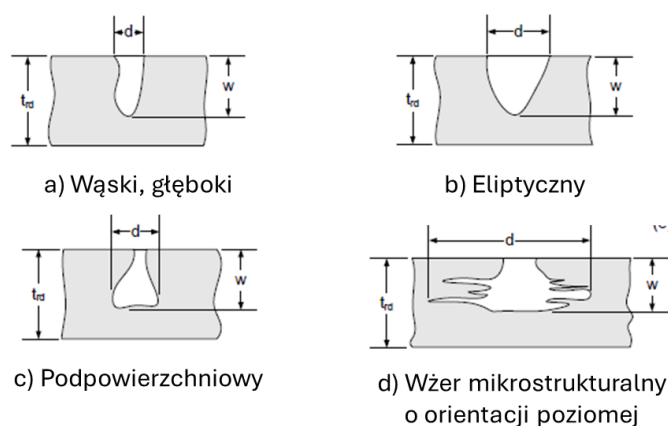 d
t_rd
w
a) Wąski, głęboki
d
t_rd
w
b) Eliptyczny
d
t_rd
w
c) Podpowierzchniowy
d
t_rd
w
d) Wżer mikrostrukturalny
o orientacji poziomej